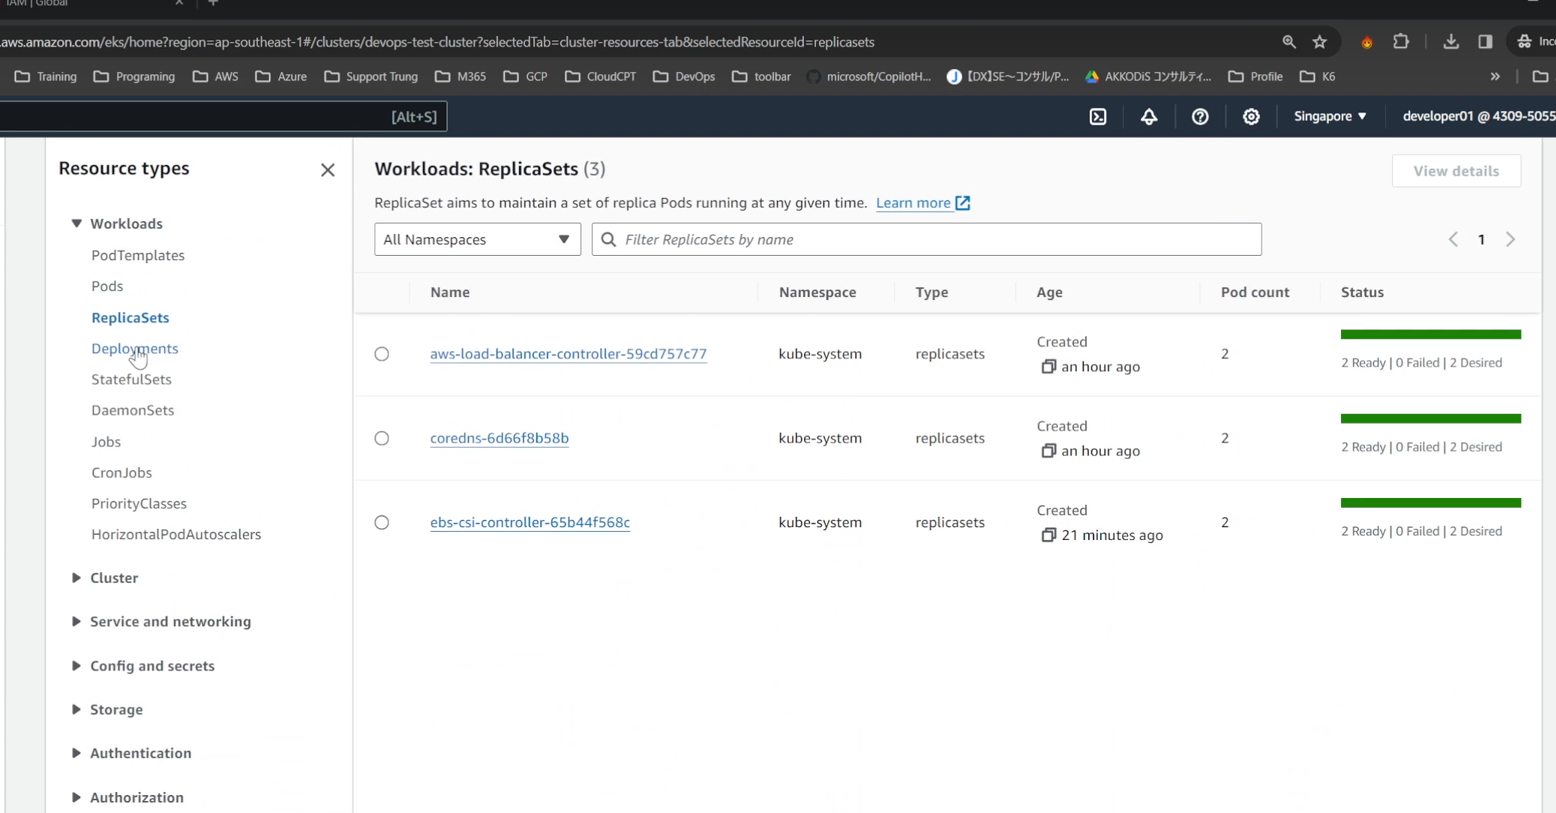 IAM | Global
.aws.amazon.com/eks/home?region=ap-southeast-1#/clusters/devops-test-cluster?selectedTab=cluster-resources-tab&selectedResourceId=replicasets
Training Programing AWS Azure Support Trung M365 GCP CloudCPT DevOps toolbar microsoft/CopilotH... 【DX】SE～コンサル/P... AKKODiS コンサルティ... Profile K6 »
[Alt+S] Singapore developer01 @ 4309-5055
Resource types
Workloads
PodTemplates
Pods
ReplicaSets
Deployments
StatefulSets
DaemonSets
Jobs
CronJobs
PriorityClasses
HorizontalPodAutoscalers
Cluster
Service and networking
Config and secrets
Storage
Authentication
Authorization
Workloads: ReplicaSets (3)
View details
ReplicaSet aims to maintain a set of replica Pods running at any given time. Learn more
All Namespaces Filter ReplicaSets by name 1
Name Namespace Type Age Pod count Status
aws-load-balancer-controller-59cd757c77 kube-system replicasets Created an hour ago 2 2 Ready | 0 Failed | 2 Desired
coredns-6d66f8b58b kube-system replicasets Created an hour ago 2 2 Ready | 0 Failed | 2 Desired
ebs-csi-controller-65b44f568c kube-system replicasets Created 21 minutes ago 2 2 Ready | 0 Failed | 2 Desired